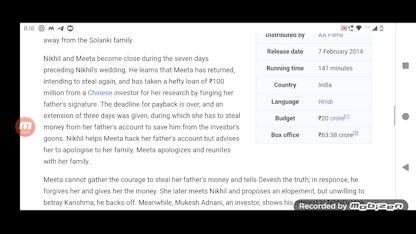 8:18
away from the Solanki family.
Nikhil and Meeta become close during the seven days
preceding Nikhil's wedding. He learns that Meeta has returned,
intending to steal again, and has taken a hefty loan of ₹100
million from a Chinese investor for her research by forging her
father's signature. The deadline for payback is over, and an
extension of three days was given, during which she has to steal
money from her father's account to save him from the investor's
goons. Nikhil helps Meeta hack her father's account but advises
her to apologise to her family. Meeta apologizes and reunites
with her family.
Meeta cannot gather the courage to steal her father's money and tells Devesh the truth; in response, he
forgives her and gives her the money. She later meets Nikhil and proposes an elopement, but unwilling to
betray Karishma, he backs off. Meanwhile, Mukesh Adnani, an investor, shows his
Distributed by AA Films
Release date 7 February 2014
Running time 141 minutes
Country India
Language Hindi
Budget ₹20 crore[1]
Box office ₹63.38 crore[2]
Recorded by MOBIZEN